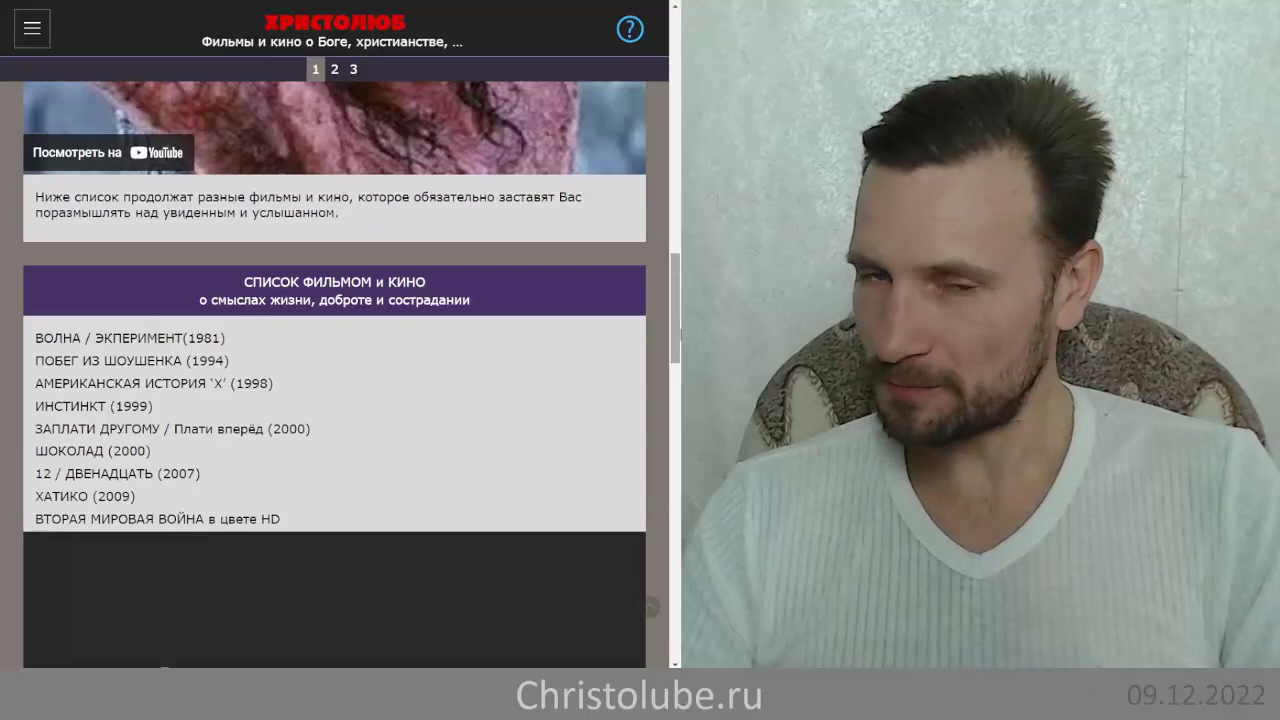 ХРИСТОЛЮБ
Фильмы и кино о Боге, христианстве, ...
?
1 2 3
Посмотреть на YouTube
Ниже список продолжат разные фильмы и кино, которое обязательно заставят Вас
поразмышлять над увиденным и услышанном.
СПИСОК ФИЛЬМОМ и КИНО
о смыслах жизни, доброте и сострадании
ВОЛНА / ЭКПЕРИМЕНТ(1981)
ПОБЕГ ИЗ ШОУШЕНКА (1994)
АМЕРИКАНСКАЯ ИСТОРИЯ ‘X’ (1998)
ИНСТИНКТ (1999)
ЗАПЛАТИ ДРУГОМУ / Плати вперёд (2000)
ШОКОЛАД (2000)
12 / ДВЕНАДЦАТЬ (2007)
ХАТИКО (2009)
ВТОРАЯ МИРОВАЯ ВОЙНА в цвете HD
Christolube.ru
09.12.2022